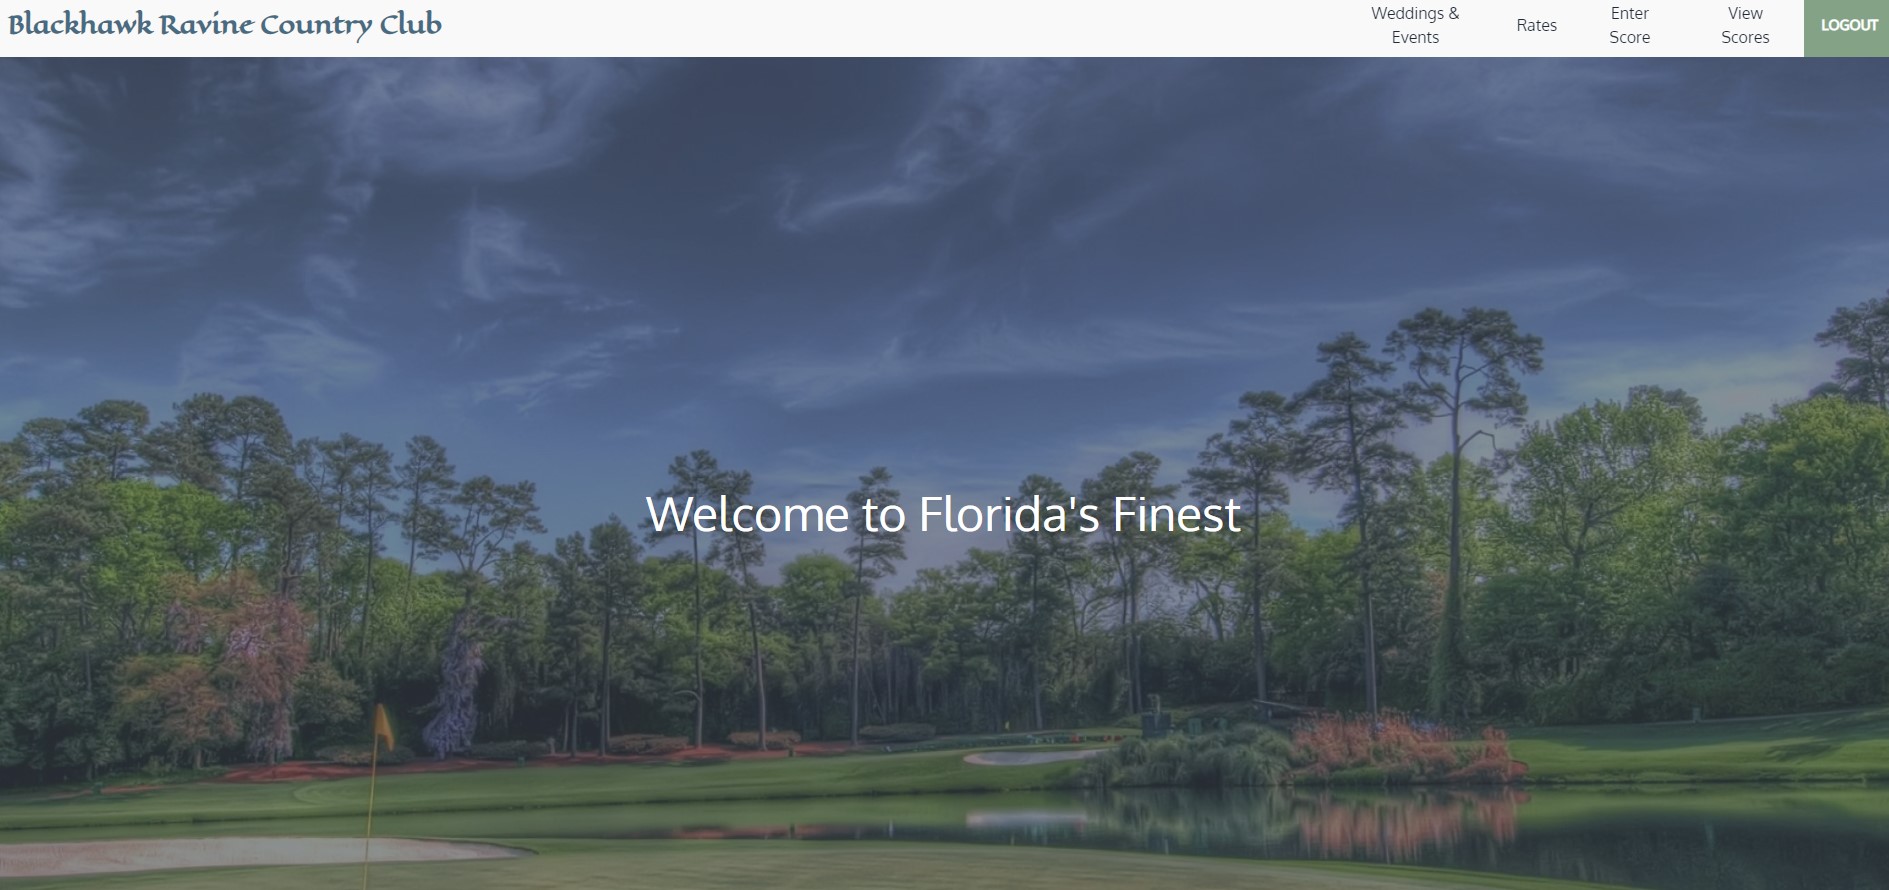 Blackhawk Ravine Country Club
Weddings &
Events
Rates
Enter
Score
View
Scores
LOGOUT
Welcome to Florida's Finest